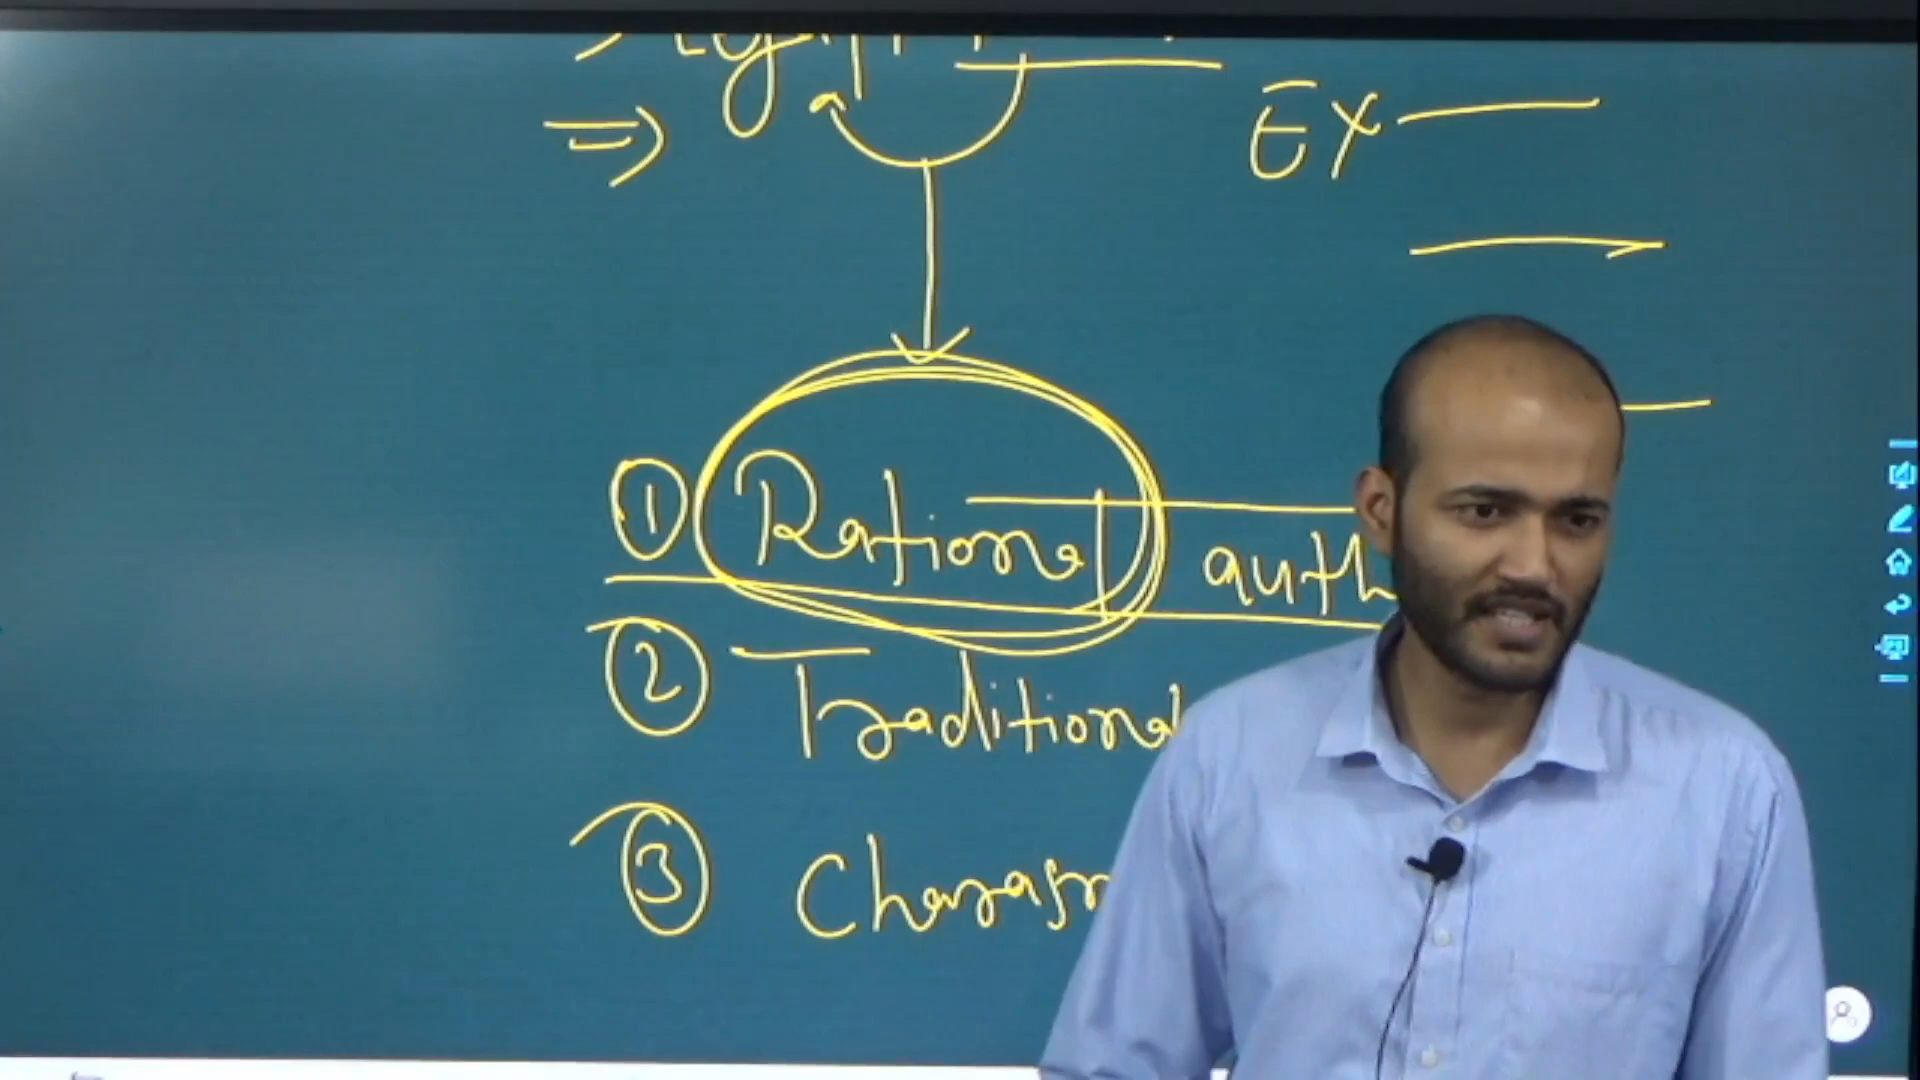 =>
EX
① Rational auth
② Traditional
③ Charasm